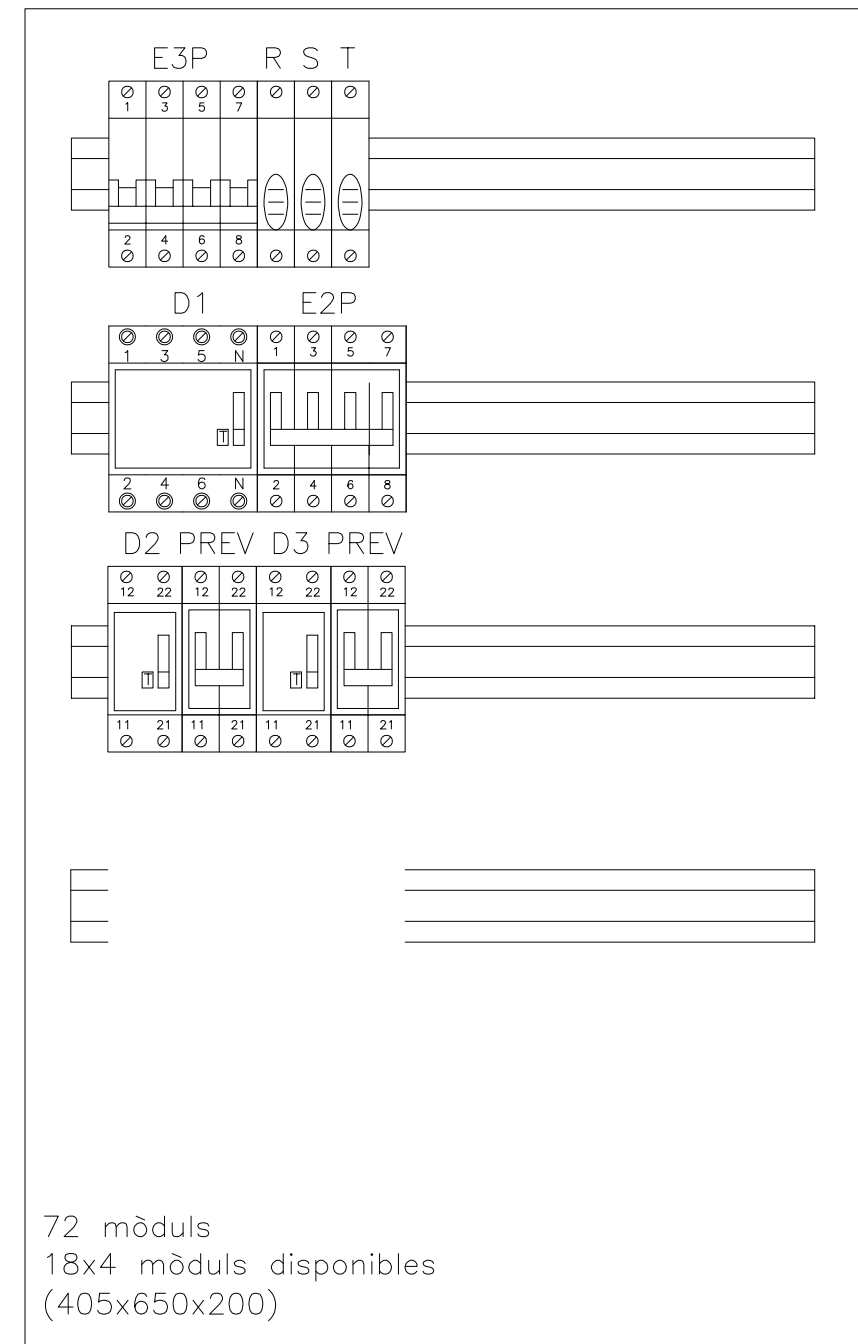 E3P R S T
1 3 5 7
2 4 6 8
D1 E2P
1 3 5 N 1 3 5 7
T
2 4 6 N 2 4 6 8
D2 PREV D3 PREV
12 22 12 22 12 22 12 22
T T
11 21 11 21 11 21 11 21
72 mòduls
18x4 mòduls disponibles
(405x650x200)